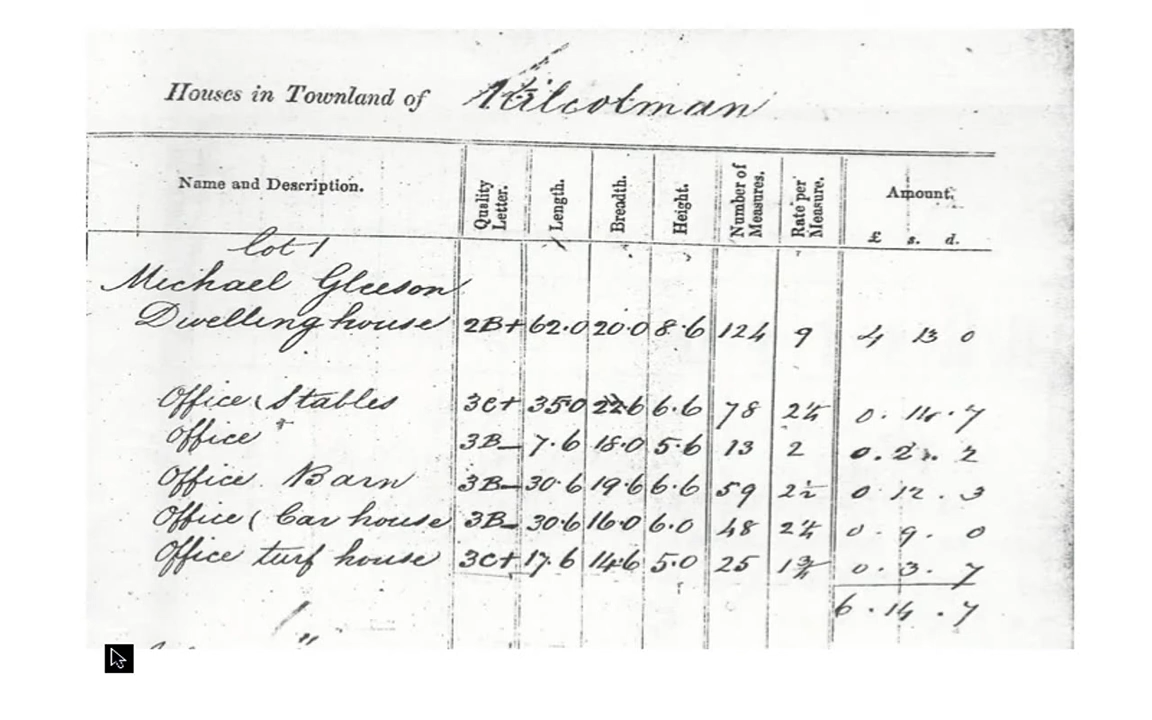 Houses in Townland of Kilcolman
Name and Description. Quality Letter. Length. Breadth. Height. Number of Measures. Rate per Measure. Amount.
£ s. d.
Lot 1
Michael Gleeson
Dwelling house 2B+ 62.0 20.0 8.6 124 9 4 13 0
Office Stables 3C+ 35.0 22.6 6.6 78 2¼ 0. 14. 7
Office 3B- 7.6 18.0 5.6 13 2 0. 2. 2
Office. Barn 3B- 30.6 19.6 6.6 59 2½ 0 12. 3
Office Car house 3B- 30.6 16.0 6.0 48 2¼ 0. 9. 0
Office turf house 3C+ 17.6 14.6 5.0 25 1¾ 0. 3. 7
6. 14. 7